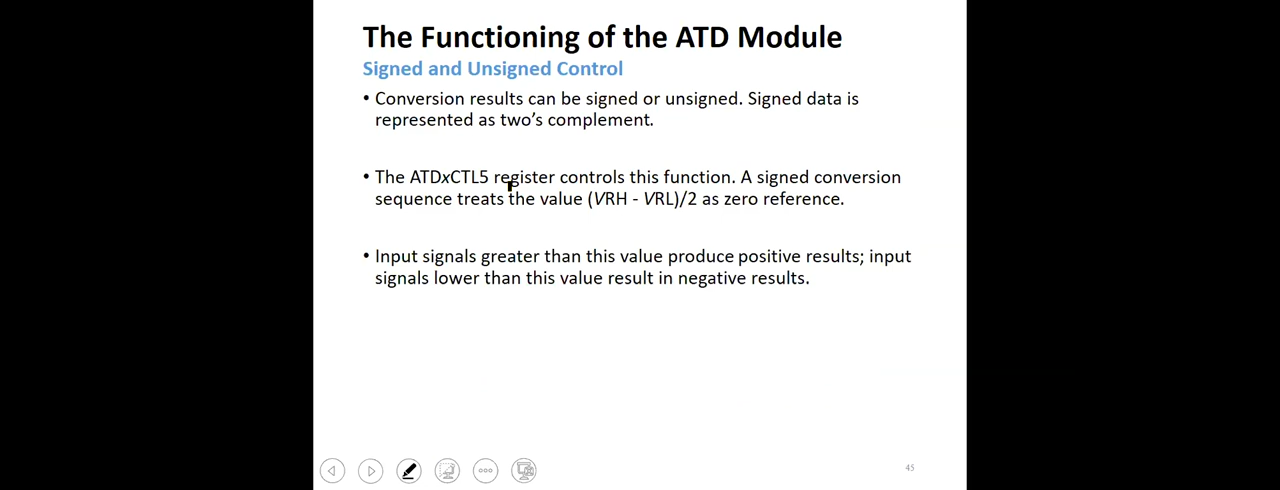 The Functioning of the ATD Module
Signed and Unsigned Control
• Conversion results can be signed or unsigned. Signed data is
represented as two’s complement.
• The ATDxCTL5 register controls this function. A signed conversion
sequence treats the value (VRH - VRL)/2 as zero reference.
• Input signals greater than this value produce positive results; input
signals lower than this value result in negative results.
45